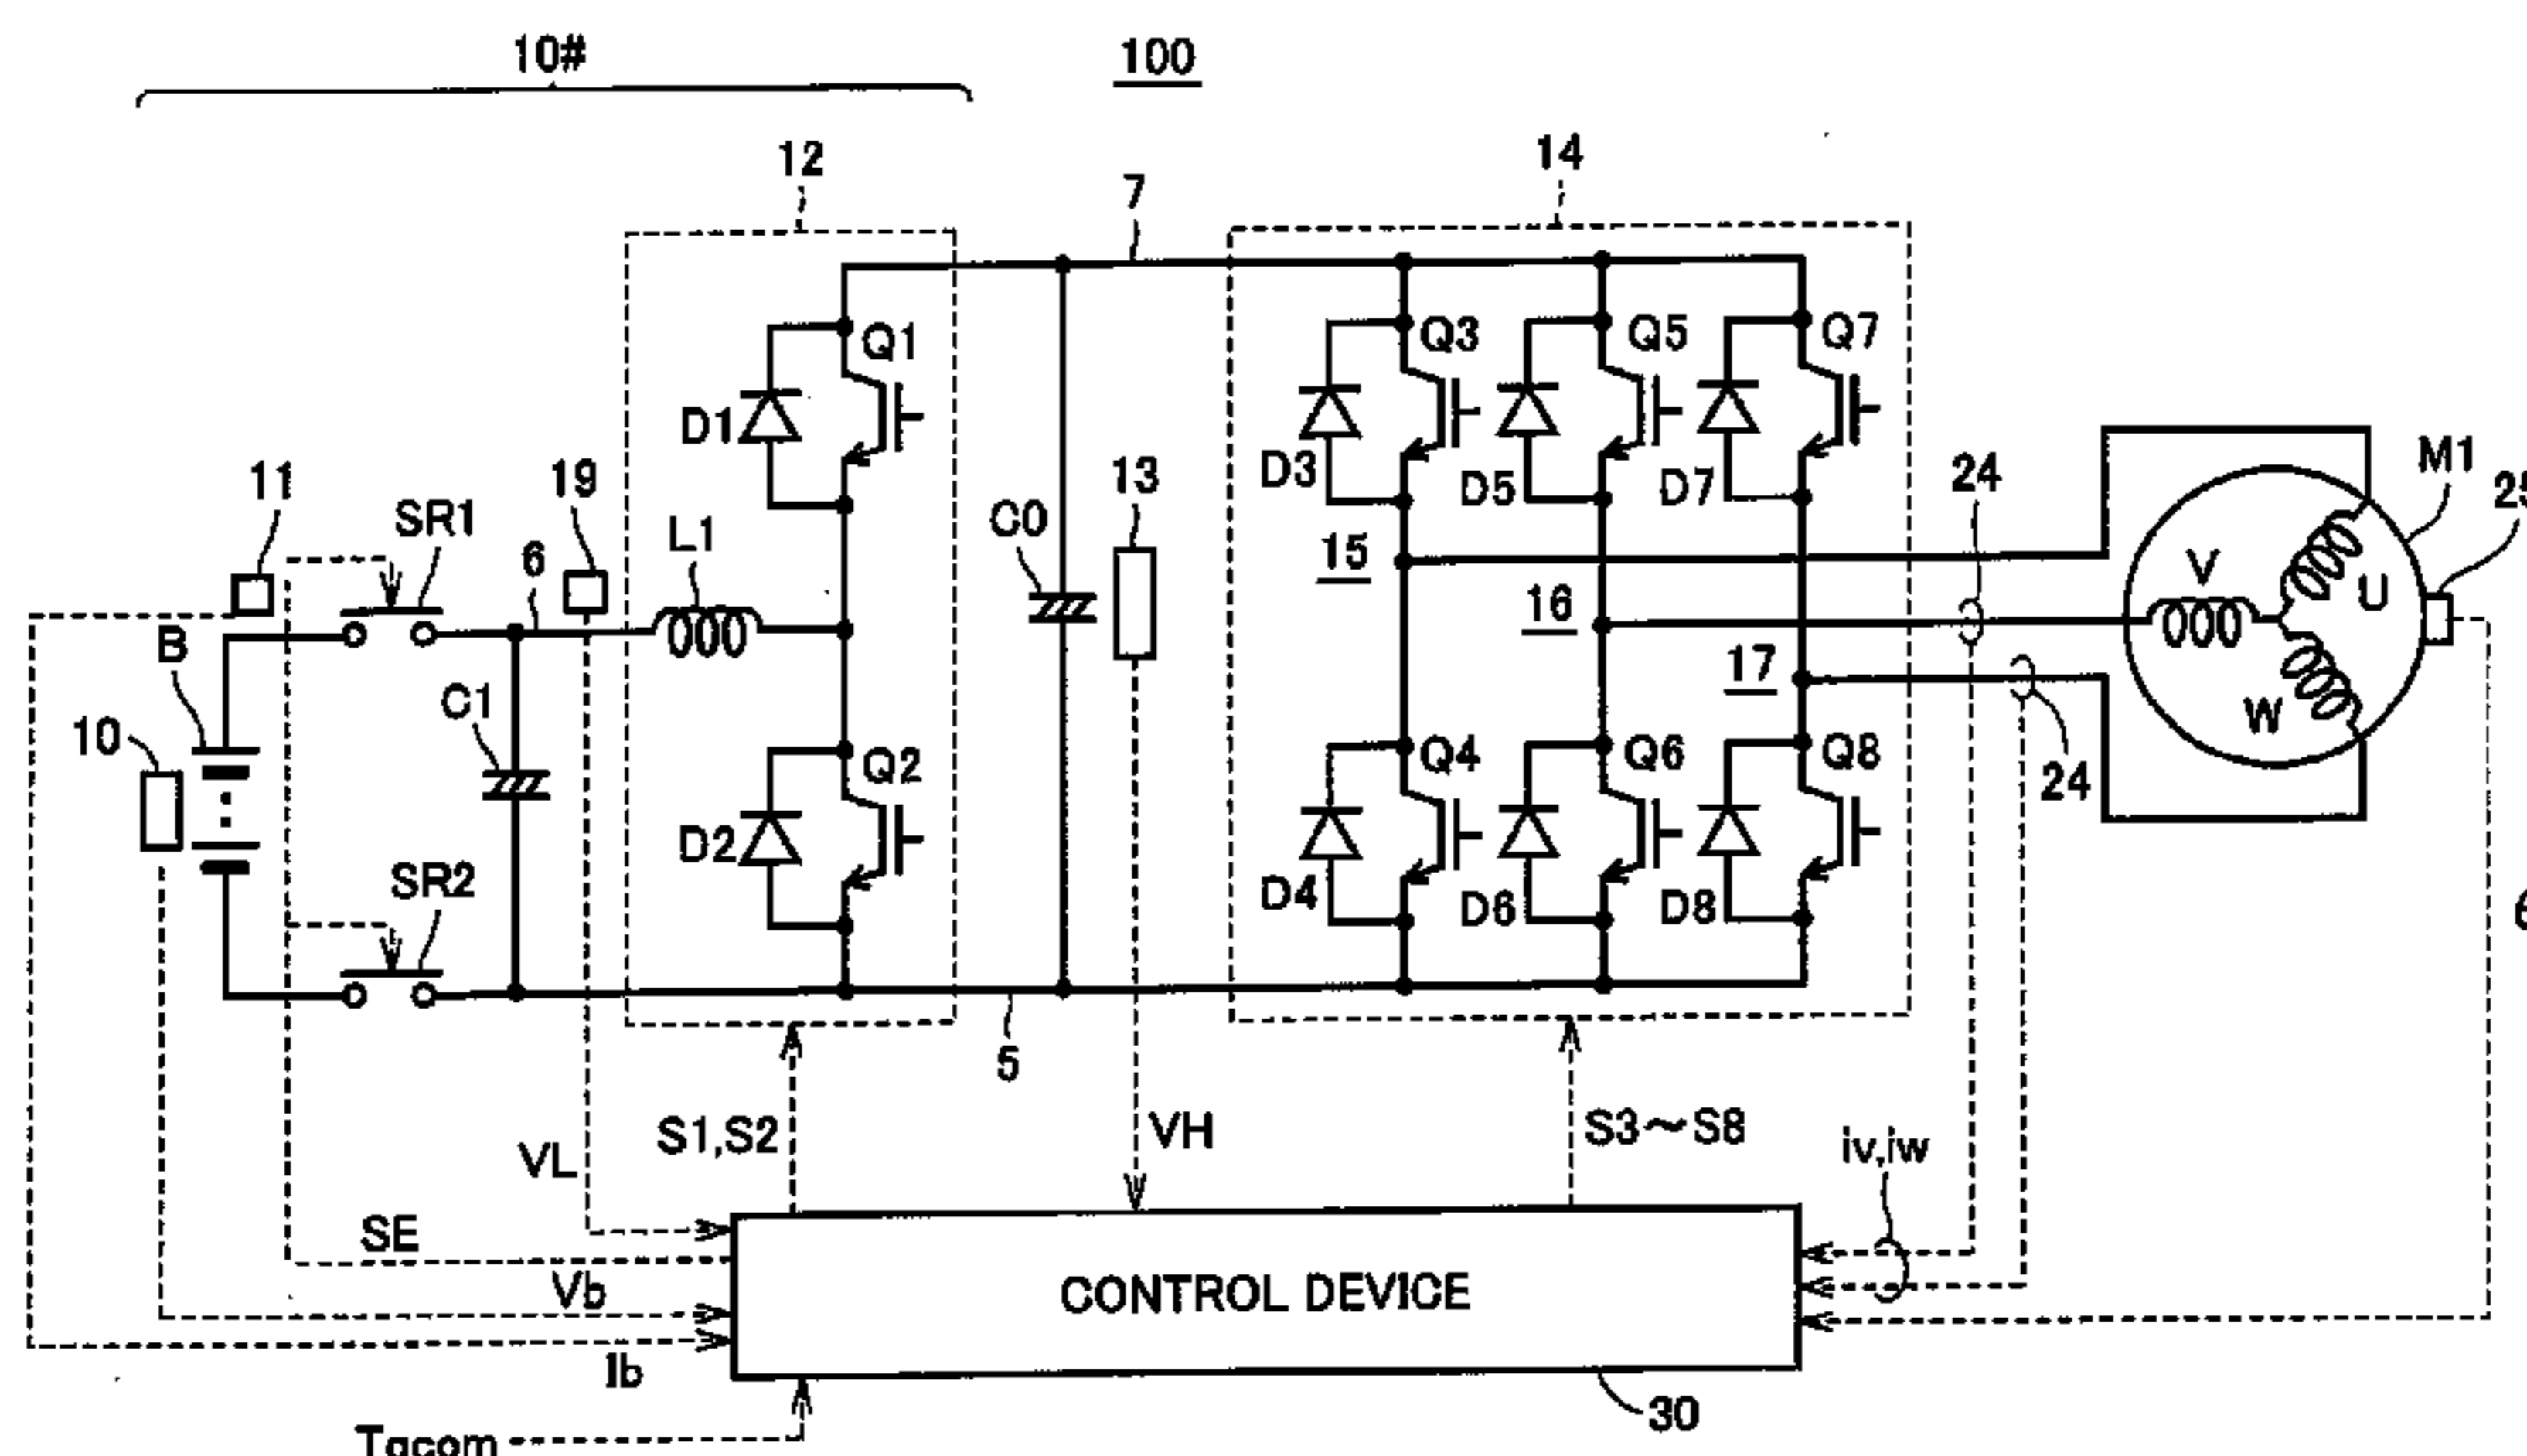 10#
100
12
14
7
Q1
Q3
Q5
Q7
D1
D3
D5
D7
11
SR1
19
6
L1
C0
13
15
16
17
24
M1
25
V
U
W
B
10
C1
SR2
Q2
Q4
Q6
Q8
D2
D4
D6
D8
24
5
S1,S2
VL
VH
S3～S8
iv,iw
SE
Vb
Ib
CONTROL DEVICE
30
Tqcom